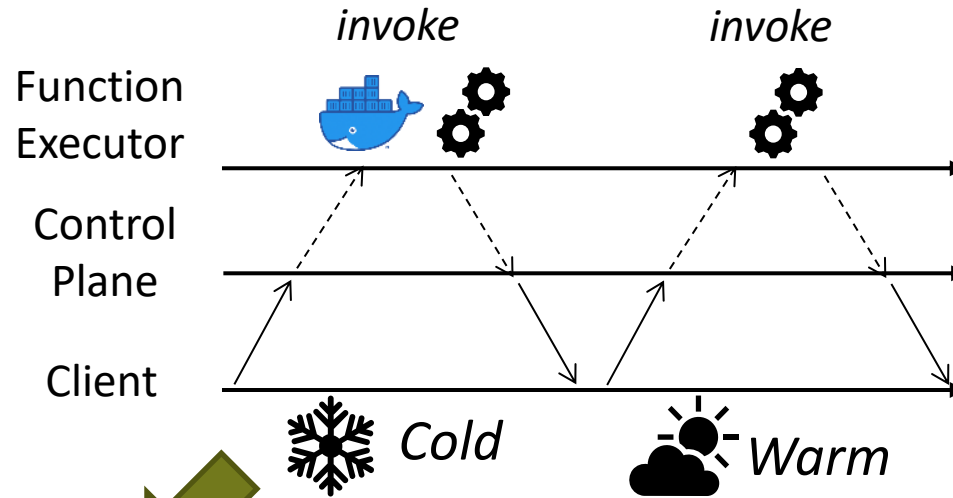 invoke
invoke
Function
Executor
Control
Plane
Client
Cold
Warm